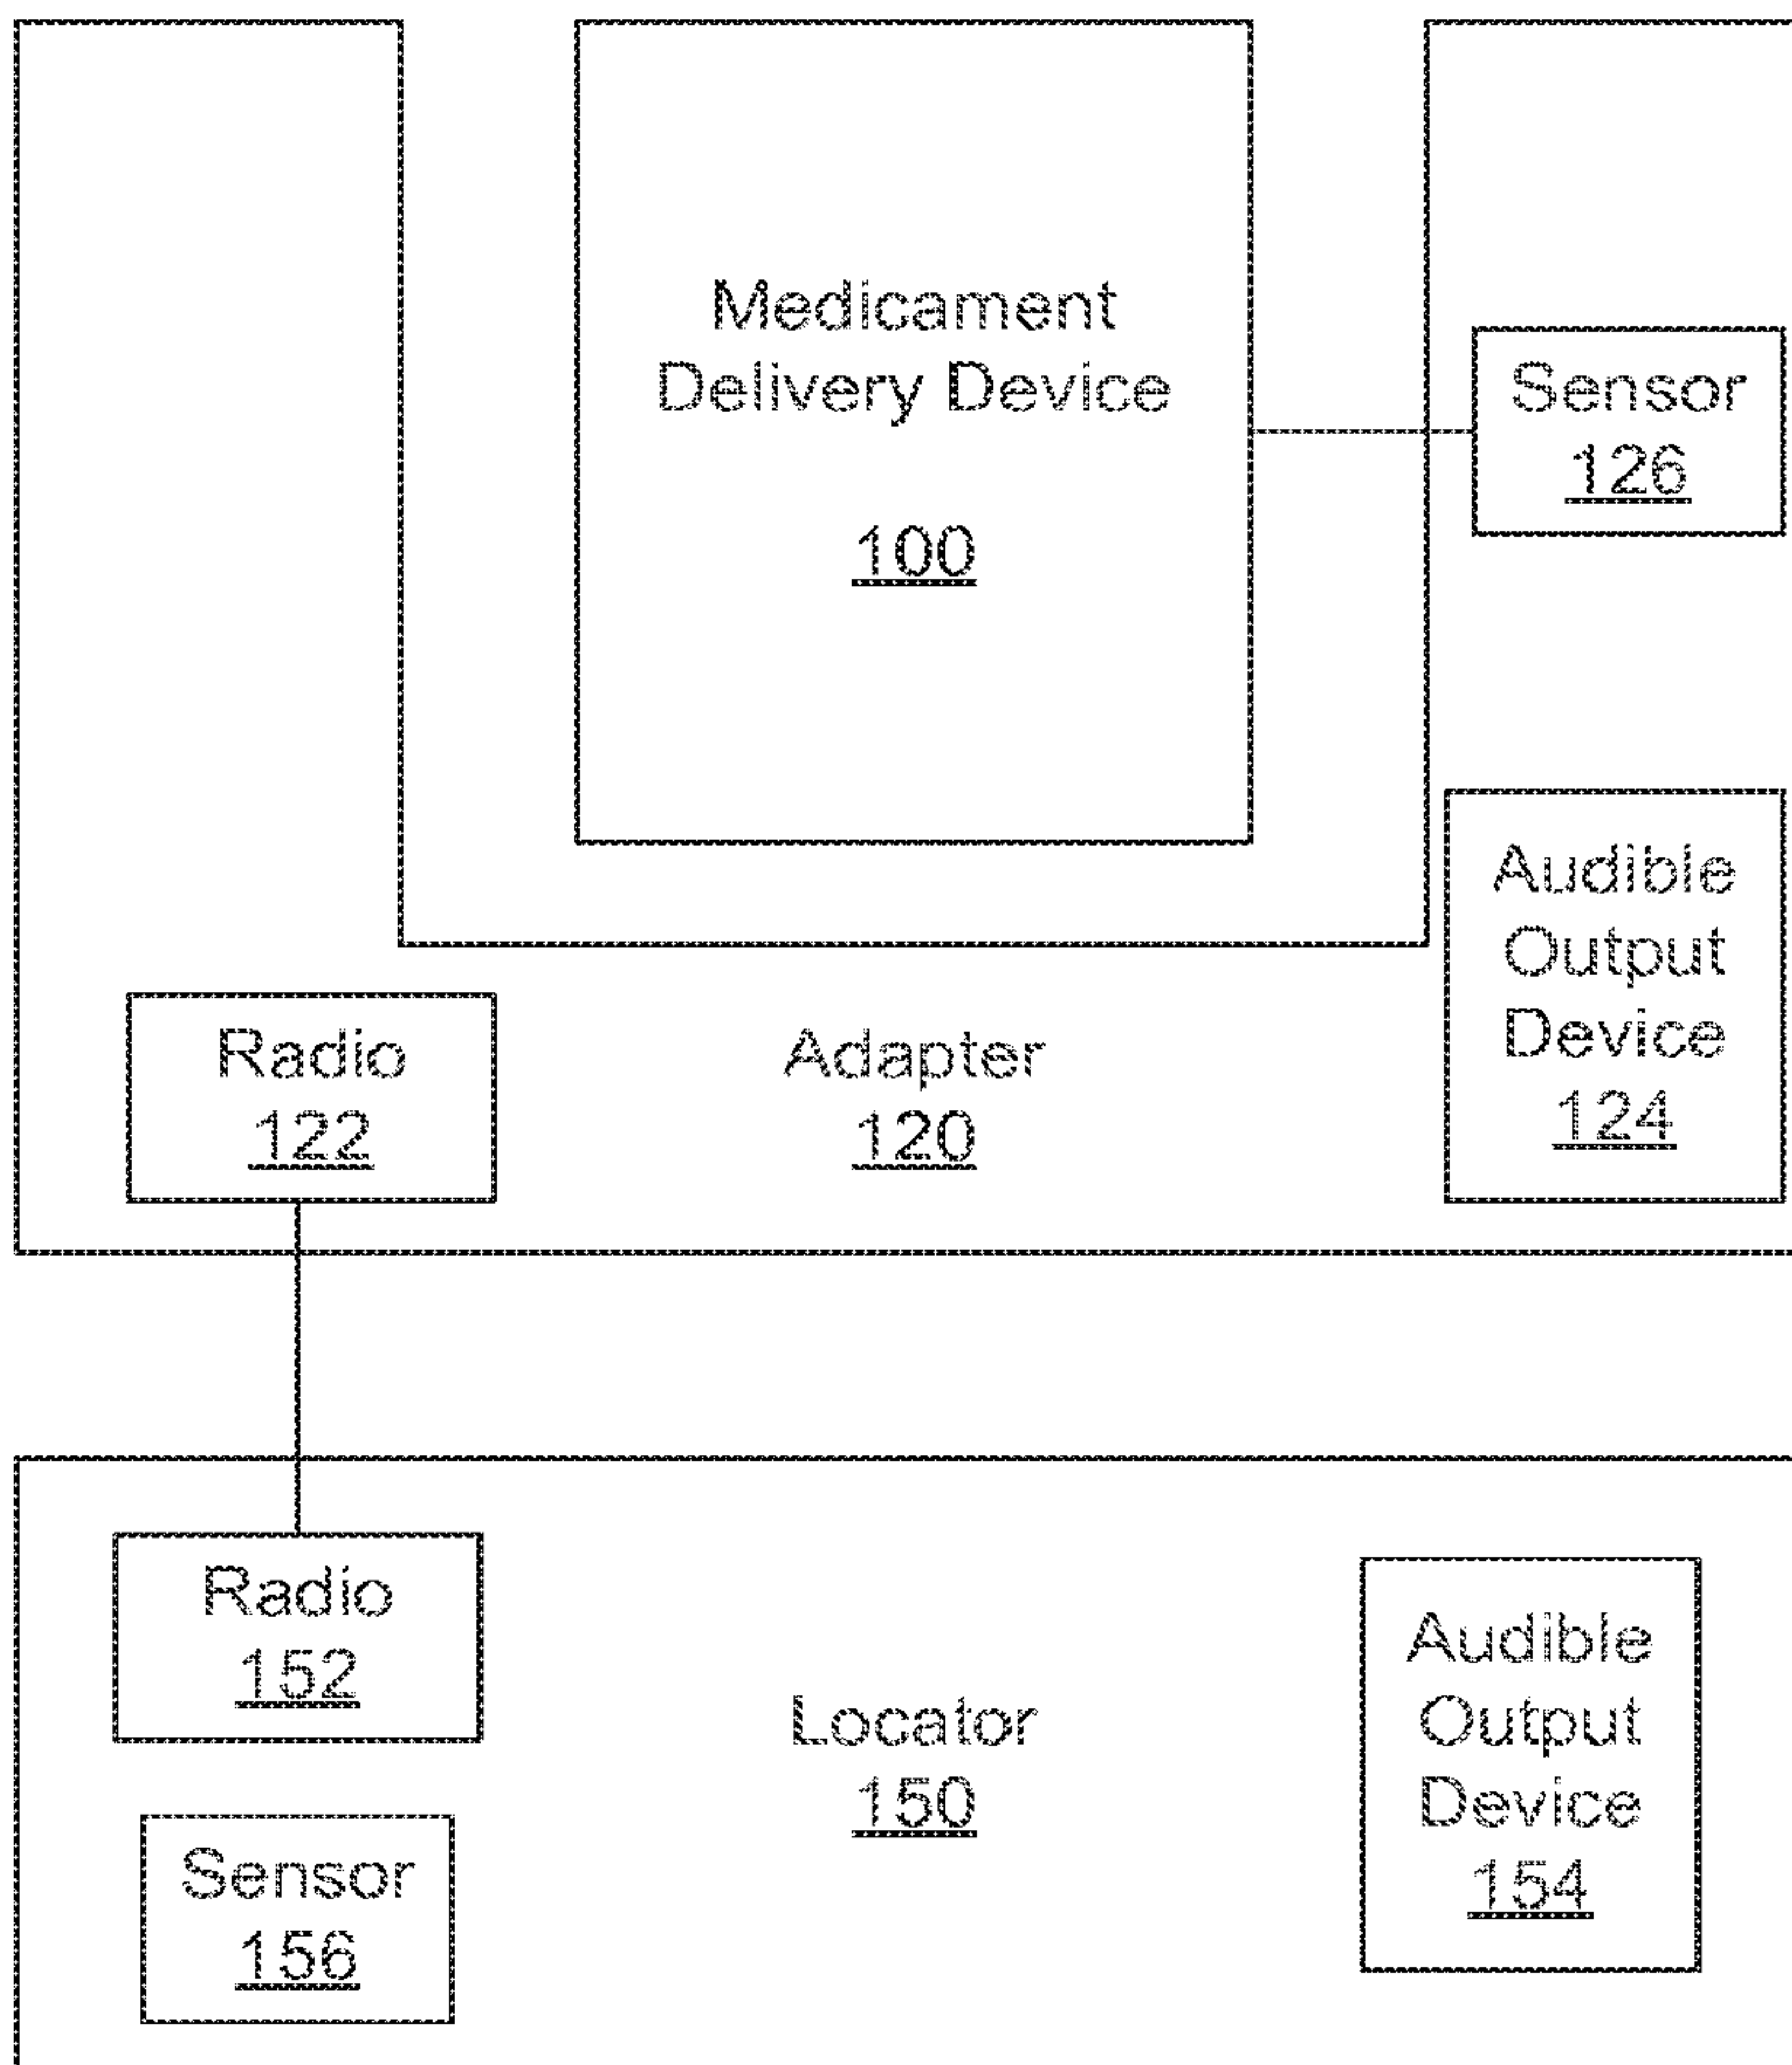 Medicament
Delivery Device
100
Sensor
126
Audible
Output
Device
124
Radio
122
Adapter
120
Radio
152
Locator
150
Audible
Output
Device
154
Sensor
156